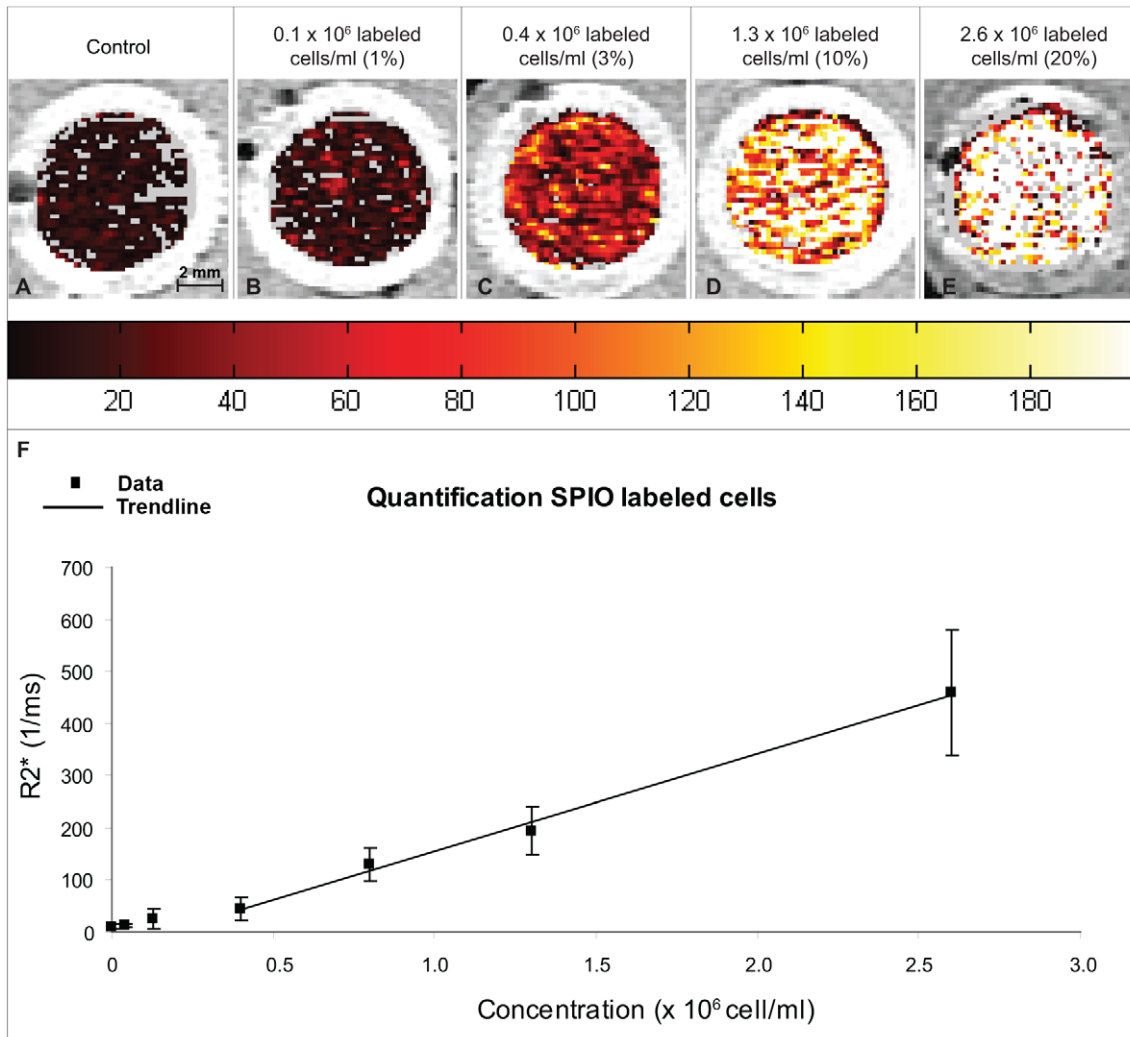 Control
0.1 x 10⁶ labeled
cells/ml (1%)
0.4 x 10⁶ labeled
cells/ml (3%)
1.3 x 10⁶ labeled
cells/ml (10%)
2.6 x 10⁶ labeled
cells/ml (20%)
2 mm
A
B
C
D
E
20 40 60 80 100 120 140 160 180
F
Data
Trendline
Quantification SPIO labeled cells
700
600
500
400
300
200
100
0
R2* (1/ms)
0 0.5 1.0 1.5 2.0 2.5 3.0
Concentration (x 10⁶ cell/ml)